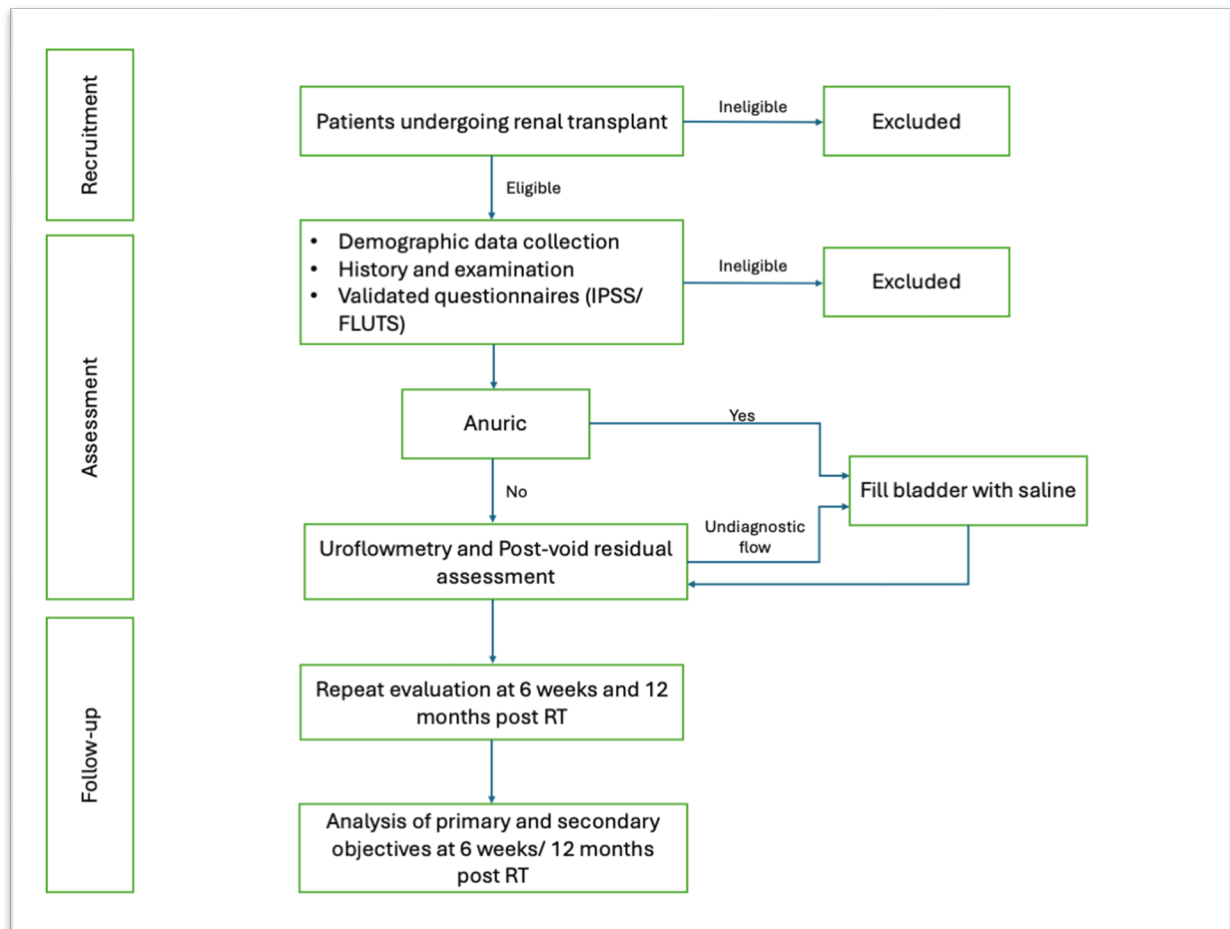 Recruitment
Patients undergoing renal transplant
Ineligible
Excluded
Eligible
Assessment
• Demographic data collection
• History and examination
• Validated questionnaires (IPSS/
FLUTS)
Ineligible
Excluded
Anuric
Yes
Fill bladder with saline
No
Uroflowmetry and Post-void residual
assessment
Undiagnostic
flow
Follow-up
Repeat evaluation at 6 weeks and 12
months post RT
Analysis of primary and secondary
objectives at 6 weeks/ 12 months
post RT